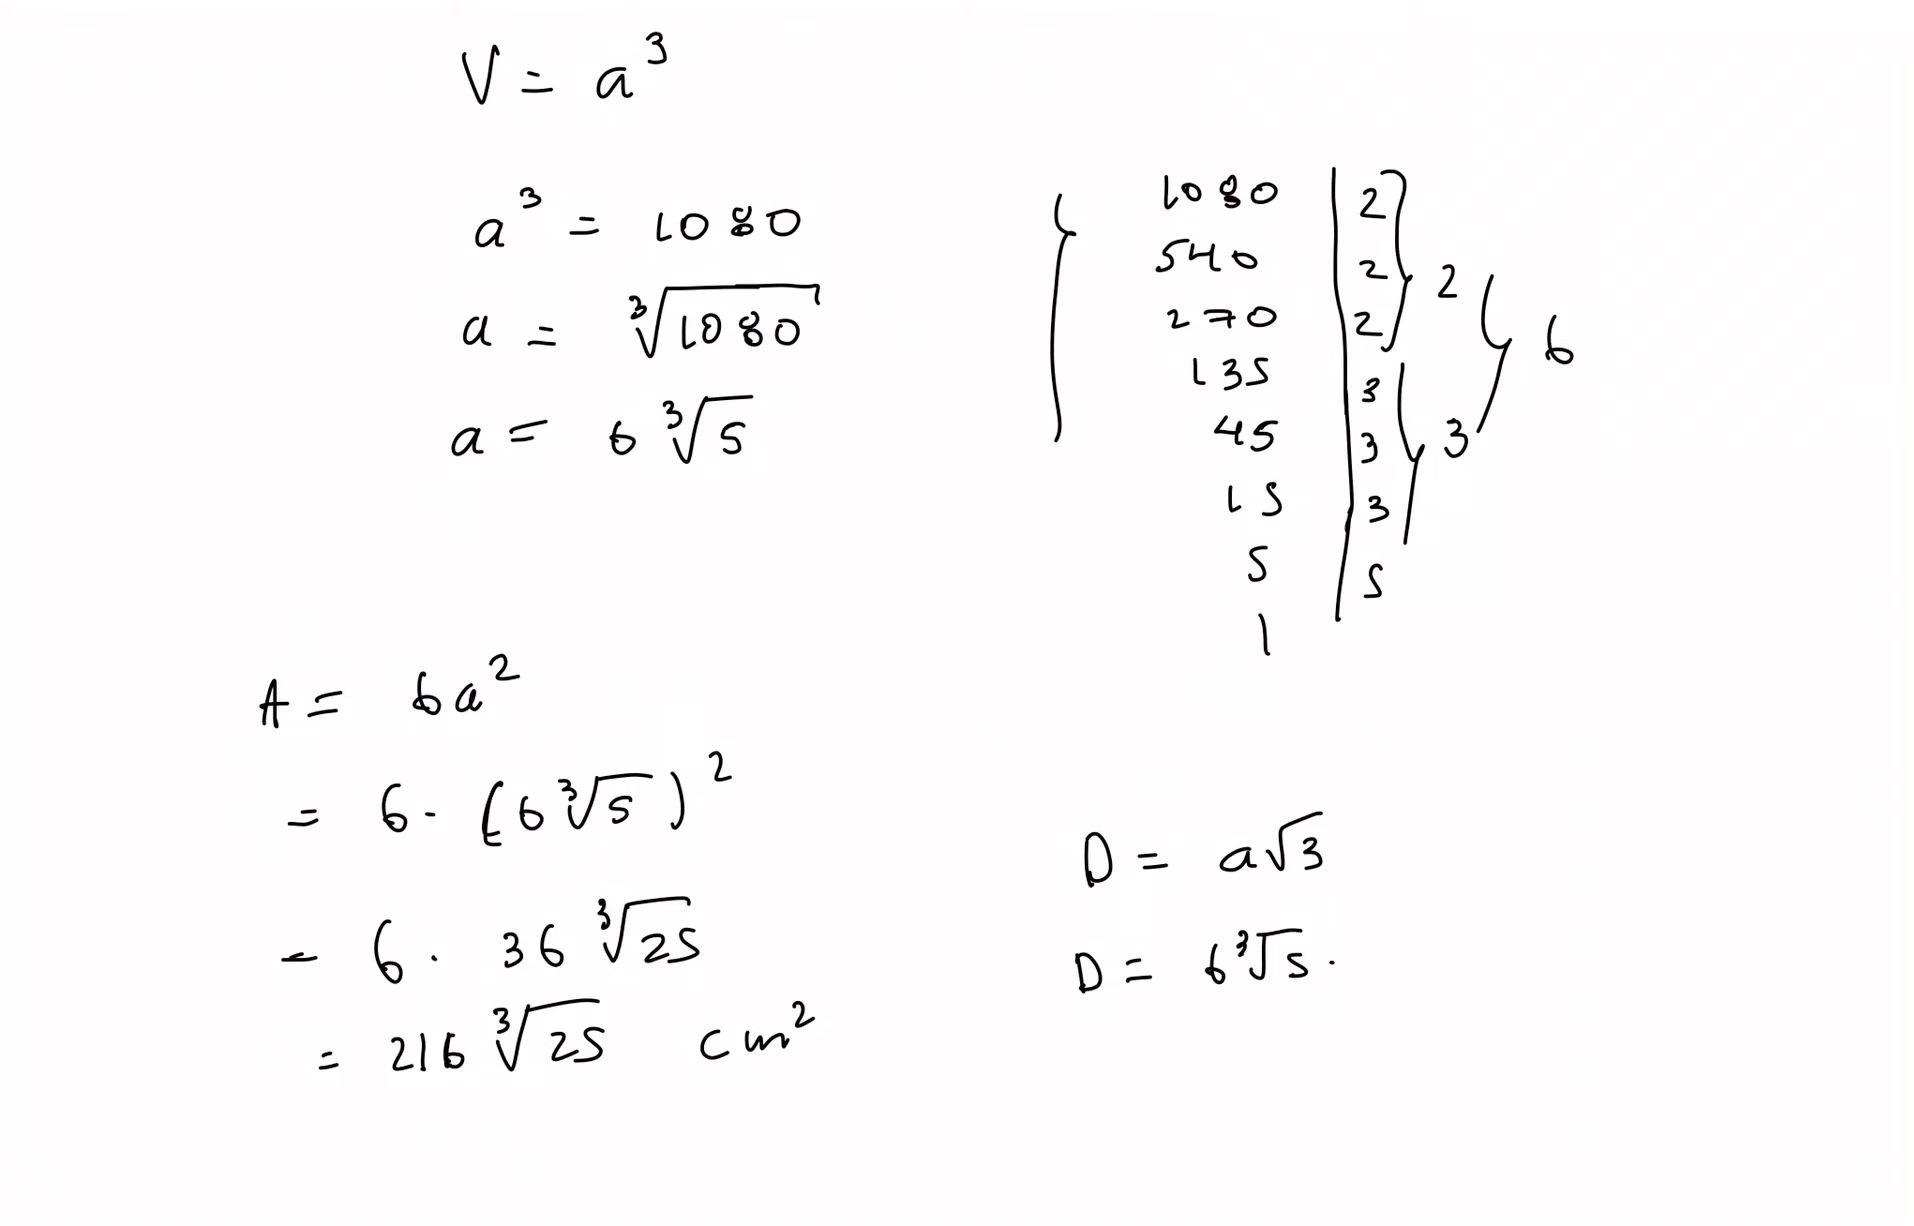 V = a³
a³ = 1080
a = ∛1080
a = 6 ∛5
1080 | 2
540 | 2
270 | 2
2
135 | 3
45 | 3
15 | 3
3
6
5 | 5
1
A = 6a²
= 6 · (6∛5)²
= 6 · 36 ∛25
= 216 ∛25 cm²
D = a√3
D = 6∛5 ·